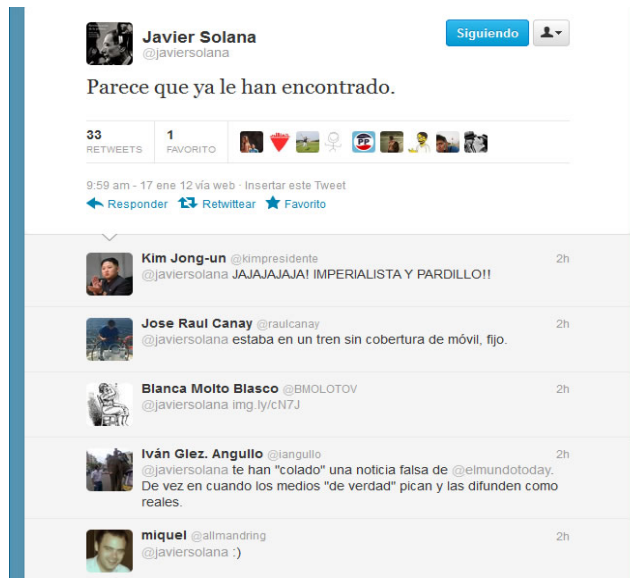 Javier Solana
@javiersolana
Siguiendo
Parece que ya le han encontrado.
33
RETWEETS
1
FAVORITO
PP
9:59 am - 17 ene 12 vía web · Insertar este Tweet
Responder Retwittear Favorito
Kim Jong-un @kimpresidente 2h
@javiersolana JAJAJAJAJA! IMPERIALISTA Y PARDILLO!!
Jose Raul Canay @raulcanay 2h
@javiersolana estaba en un tren sin cobertura de móvil, fijo.
Blanca Molto Blasco @BMOLOTOV 2h
@javiersolana img.ly/cN7J
Iván Glez. Angullo @iangullo 2h
@javiersolana te han "colado" una noticia falsa de @elmundotoday.
De vez en cuando los medios "de verdad" pican y las difunden como
reales.
miquel @allmandring 2h
@javiersolana :)